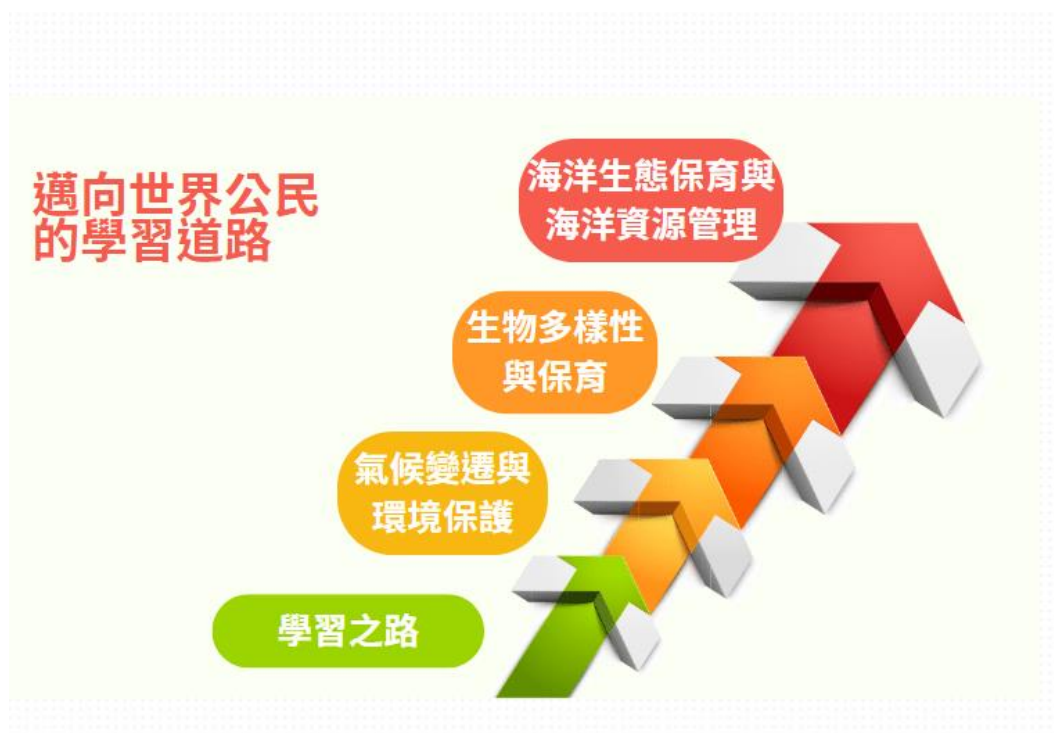 邁向世界公民
的學習道路
海洋生態保育與
海洋資源管理
生物多樣性
與保育
氣候變遷與
環境保護
學習之路